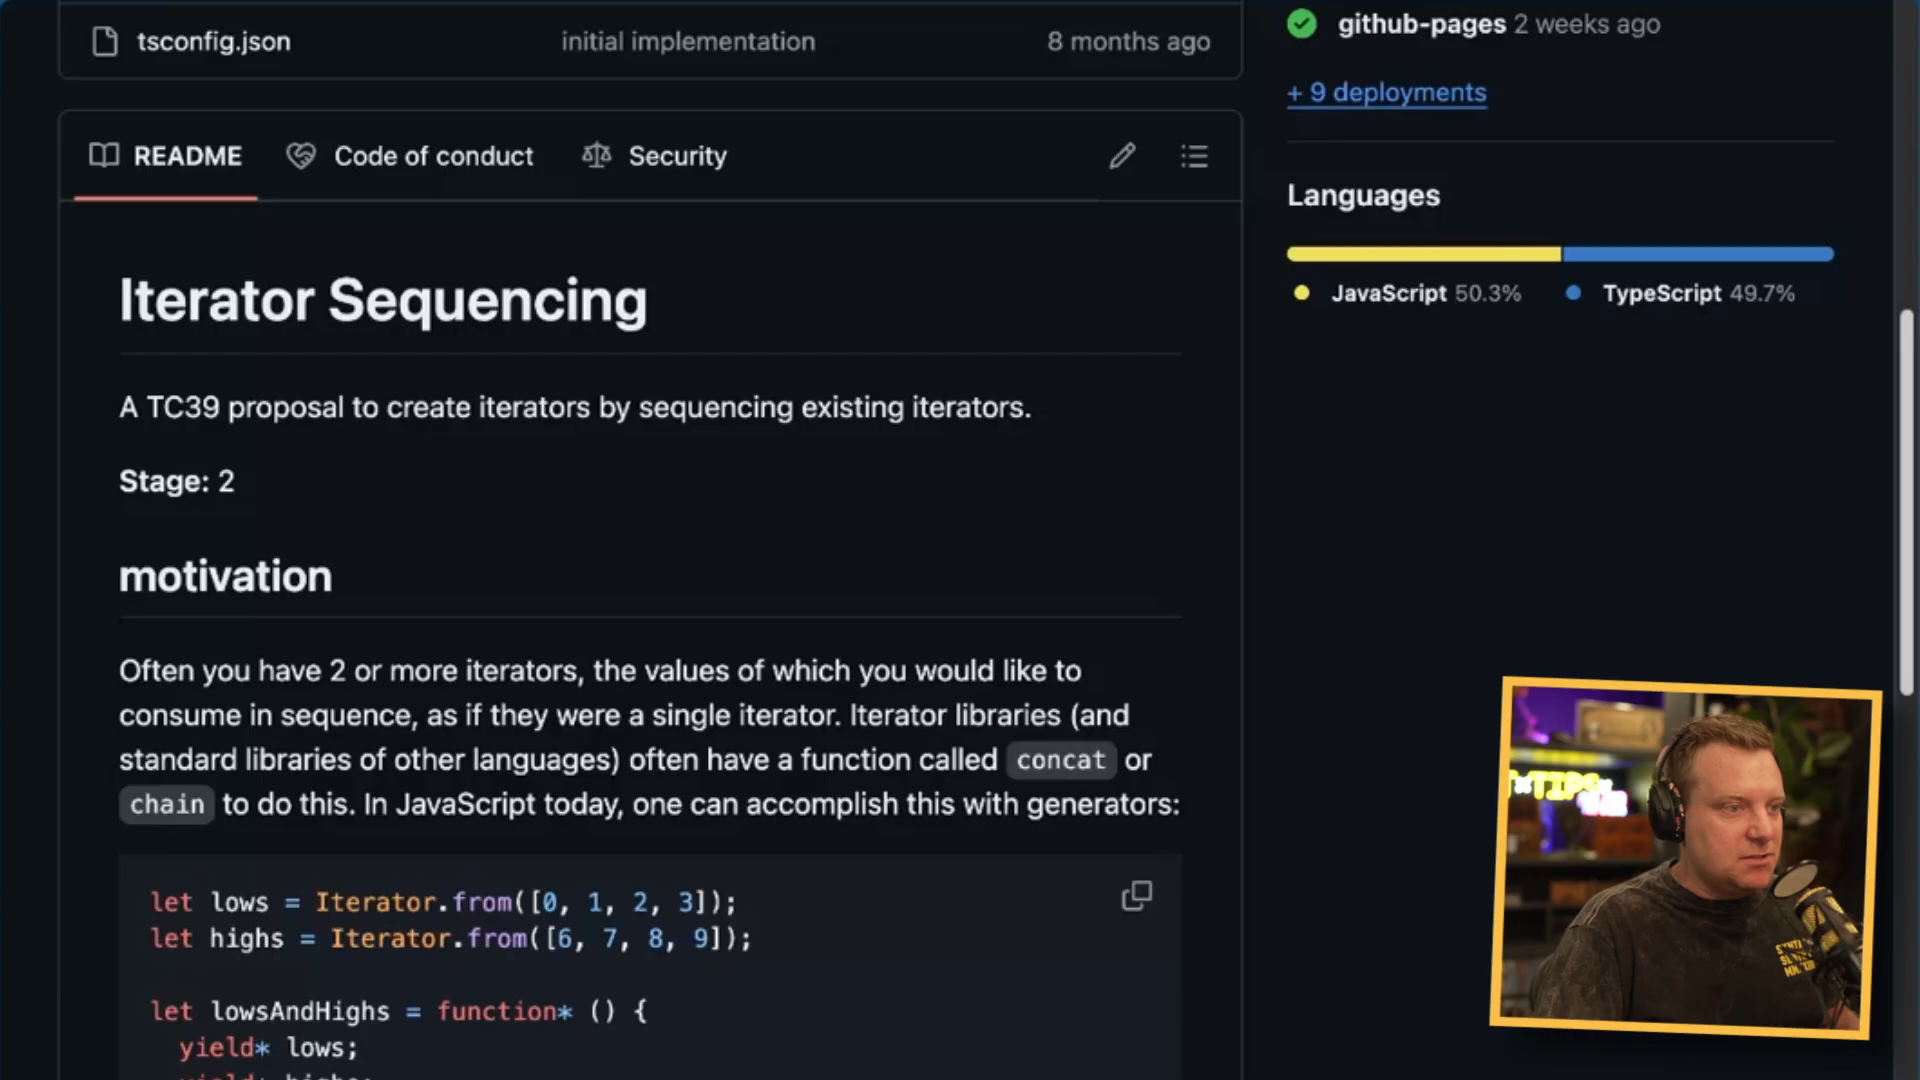 tsconfig.json initial implementation 8 months ago
github-pages 2 weeks ago
+ 9 deployments
README Code of conduct Security
Languages
JavaScript 50.3% TypeScript 49.7%
Iterator Sequencing
A TC39 proposal to create iterators by sequencing existing iterators.
Stage: 2
motivation
Often you have 2 or more iterators, the values of which you would like to
consume in sequence, as if they were a single iterator. Iterator libraries (and
standard libraries of other languages) often have a function called concat or
chain to do this. In JavaScript today, one can accomplish this with generators:
let lows = Iterator.from([0, 1, 2, 3]);
let highs = Iterator.from([6, 7, 8, 9]);
let lowsAndHighs = function* () {
yield* lows;
yield* highs;